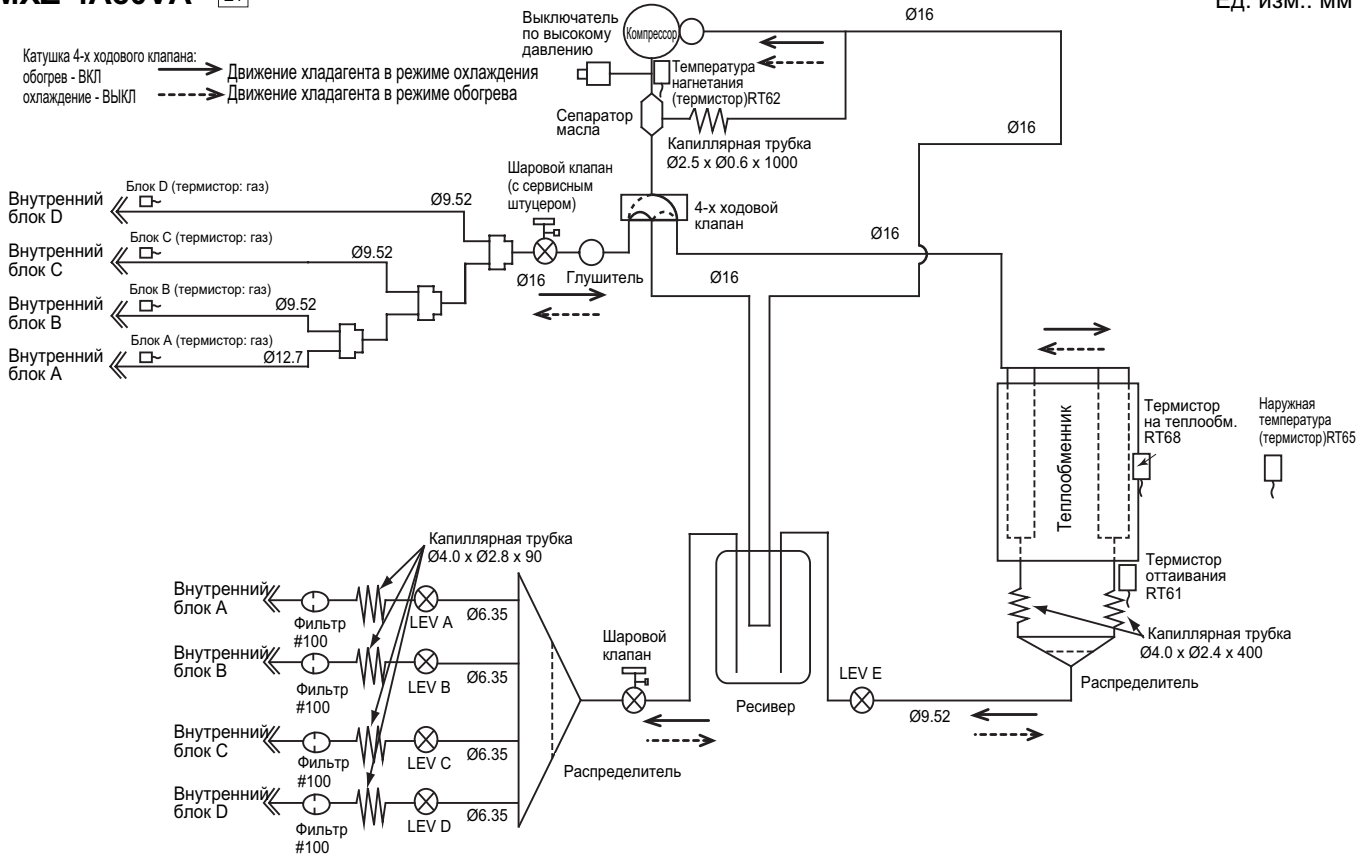 Ед. изм.: мм
Катушка 4-х ходового клапана:
обогрев - ВКЛ
охлаждение - ВЫКЛ
Движение хладагента в режиме охлаждения
Движение хладагента в режиме обогрева
Выключатель
по высокому
давлению
Компрессор
Ø16
Температура
нагнетания
(термистор)RT62
Сепаратор
масла
Капиллярная трубка
Ø2.5 x Ø0.6 x 1000
Ø16
Шаровой клапан
(с сервисным
штуцером)
4-х ходовой
клапан
Внутренний
блок D
Блок D (термистор: газ)
Ø9.52
Внутренний
блок C
Блок C (термистор: газ)
Ø9.52
Внутренний
блок B
Блок B (термистор: газ)
Ø9.52
Внутренний
блок A
Блок A (термистор: газ)
Ø12.7
Ø16
Глушитель
Ø16
Ø16
Теплообменник
Термистор
на теплообм.
RT68
Наружная
температура
(термистор)RT65
Термистор
оттаивания
RT61
Капиллярная трубка
Ø4.0 x Ø2.4 x 400
Распределитель
Капиллярная трубка
Ø4.0 x Ø2.8 x 90
Внутренний
блок A
Фильтр
#100
LEV A
Ø6.35
Внутренний
блок B
Фильтр
#100
LEV B
Ø6.35
Внутренний
блок C
Фильтр
#100
LEV C
Ø6.35
Внутренний
блок D
Фильтр
#100
LEV D
Ø6.35
Распределитель
Шаровой
клапан
Ресивер
LEV E
Ø9.52